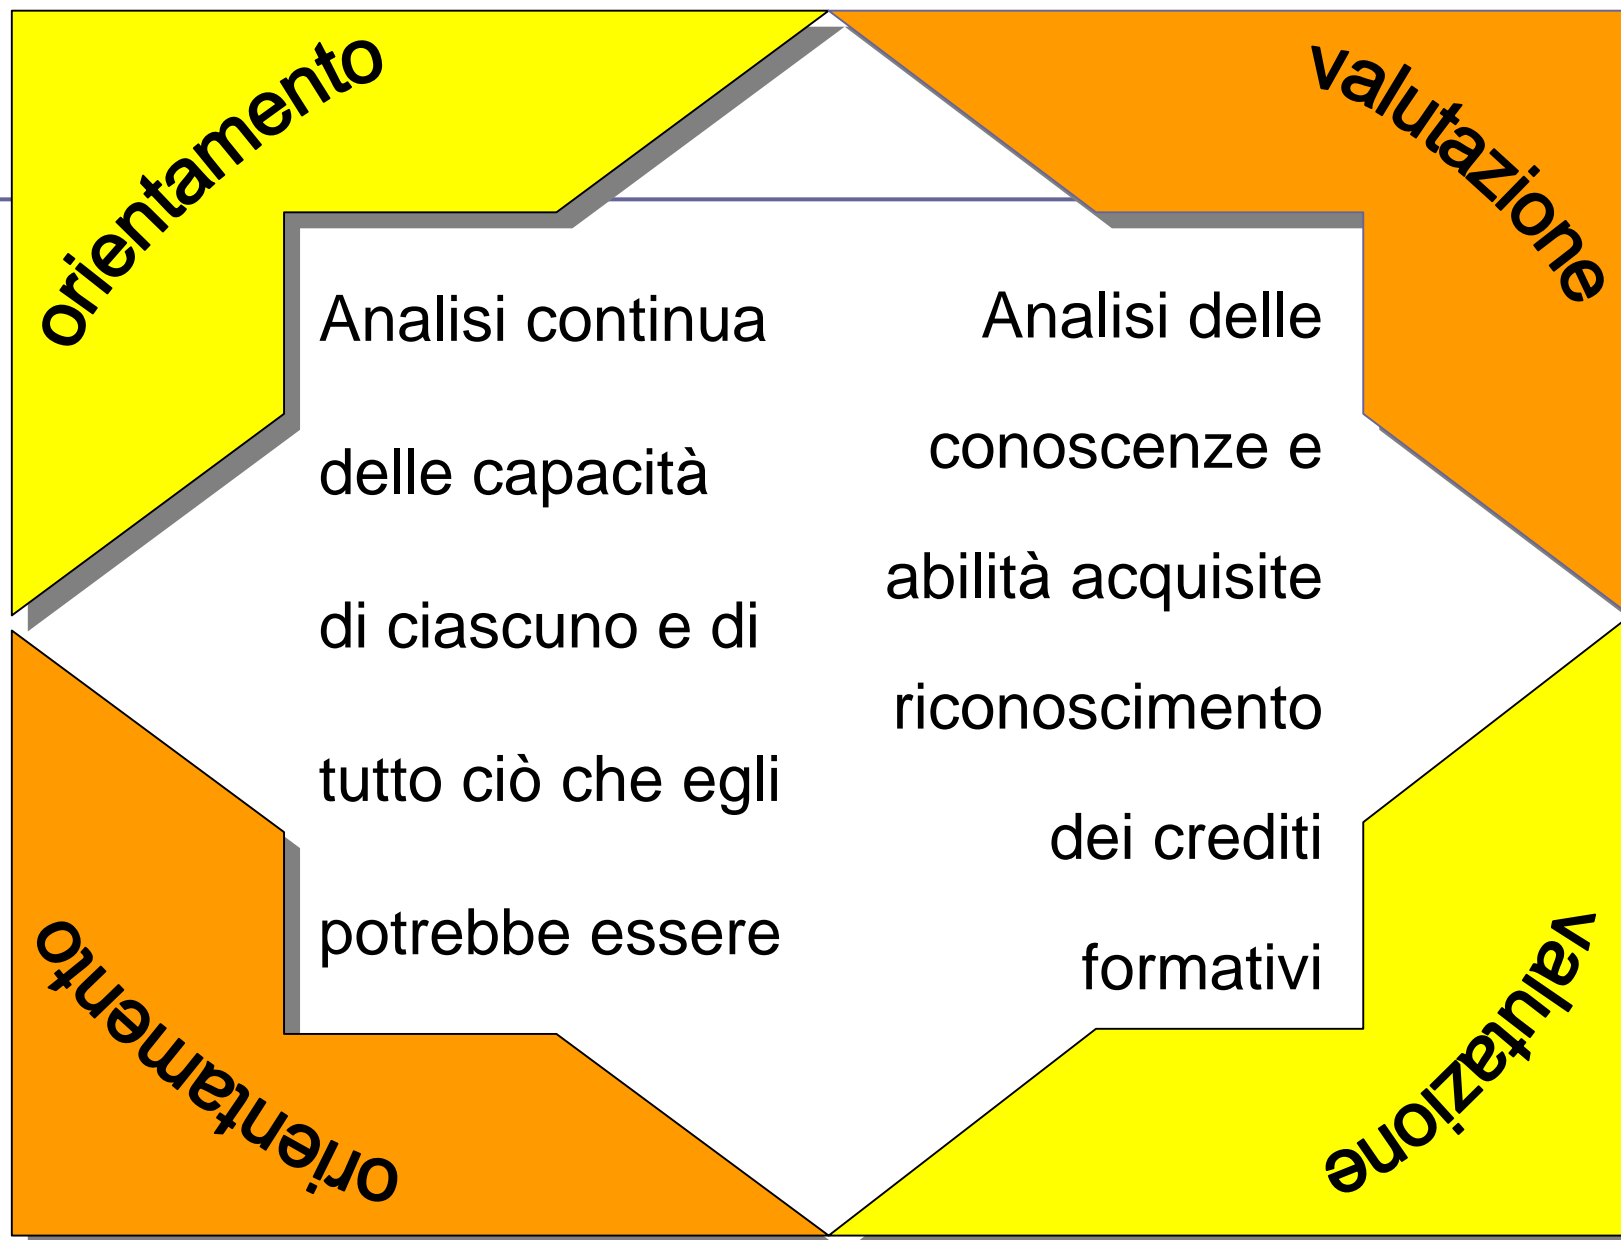 orientamento
valutazione
Analisi continua
delle capacità
di ciascuno e di
tutto ciò che egli
potrebbe essere
Analisi delle
conoscenze e
abilità acquisite
riconoscimento
dei crediti
formativi
orientamento
valutazione